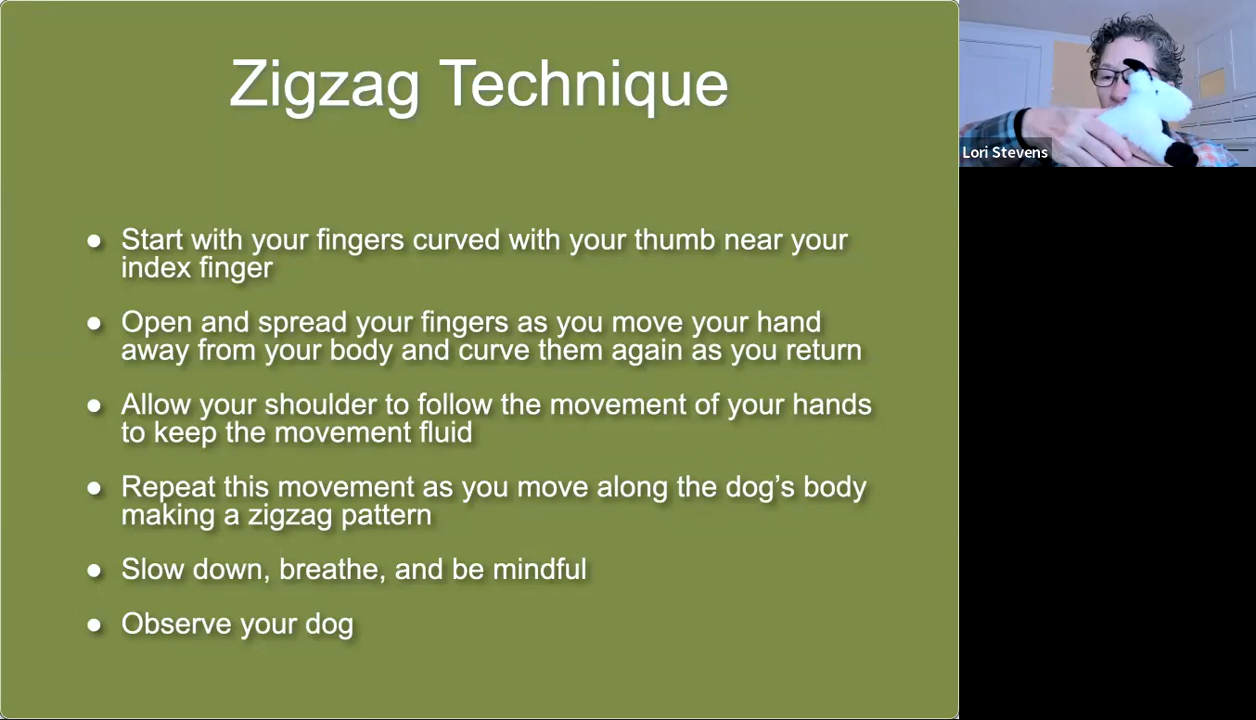 Zigzag Technique
● Start with your fingers curved with your thumb near your
index finger
● Open and spread your fingers as you move your hand
away from your body and curve them again as you return
● Allow your shoulder to follow the movement of your hands
to keep the movement fluid
● Repeat this movement as you move along the dog’s body
making a zigzag pattern
● Slow down, breathe, and be mindful
● Observe your dog
Lori Stevens